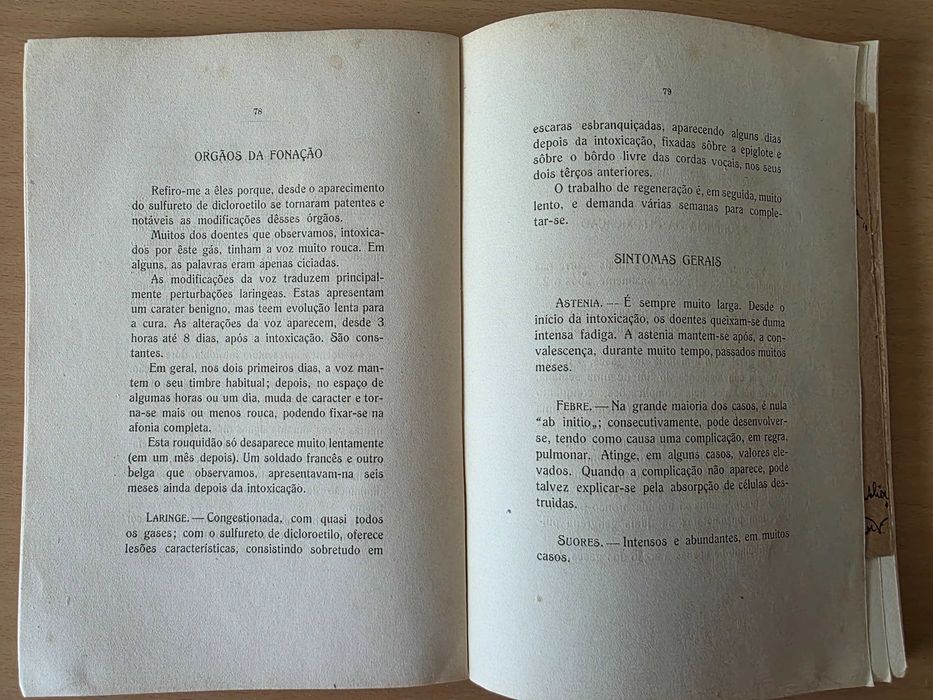 78
ORGÃOS DA FONAÇÃO
Refiro-me a êles porque, desde o aparecimento
do sulfureto de dicloroetilo se tornaram patentes e
notáveis as modificações dêsses órgãos.
Muitos dos doentes que observamos, intoxica-
dos por êste gás, tinham a voz muito rouca. Em
alguns, as palavras eram apenas ciciadas.
As modificações da voz traduzem principal-
mente perturbações laringeas. Estas apresentam
um carater benigno, mas teem evolução lenta para
a cura. As alterações da voz aparecem, desde 3
horas até 8 dias, após a intoxicação. São cons-
tantes.
Em geral, nos dois primeiros dias, a voz man-
tem o seu timbre habitual; depois, no espaço de
algumas horas ou um dia, muda de caracter e tor-
na-se mais ou menos rouca, podendo fixar-se na
afonia completa.
Esta rouquidão só desaparece muito lentamente
(em um mês depois). Um soldado francês e outro
belga que observamos, apresentavam-na seis
meses ainda depois da intoxicação.
LARINGE. — Congestionada, com quasi todos
os gases; com o sulfureto de dicloroetilo, oferece
lesões características, consistindo sobretudo em
79
escaras esbranquiçadas, aparecendo alguns dias
depois da intoxicação, fixadas sôbre a epiglote e
sôbre o bôrdo livre das cordas vocais, nos seus
dois têrços anteriores.
O trabalho de regeneração é, em seguida, muito
lento, e demanda várias semanas para comple-
tar-se.
SINTOMAS GERAIS
ASTENIA. — É sempre muito larga. Desde o
início da intoxicação, os doentes queixam-se duma
intensa fadiga. A astenia mantem-se após, a con-
valescença, durante muito tempo, passados muitos
meses.
FEBRE. — Na grande maioria dos casos, é nula
“ab initio„; consecutivamente, pode desenvolver-
se, tendo como causa uma complicação, em regra,
pulmonar. Atinge, em alguns casos, valores ele-
vados. Quando a complicação não aparece, pode
talvez explicar-se pela absorpção de células des-
truidas.
SUORES. — Intensos e abundantes, em muitos
casos.